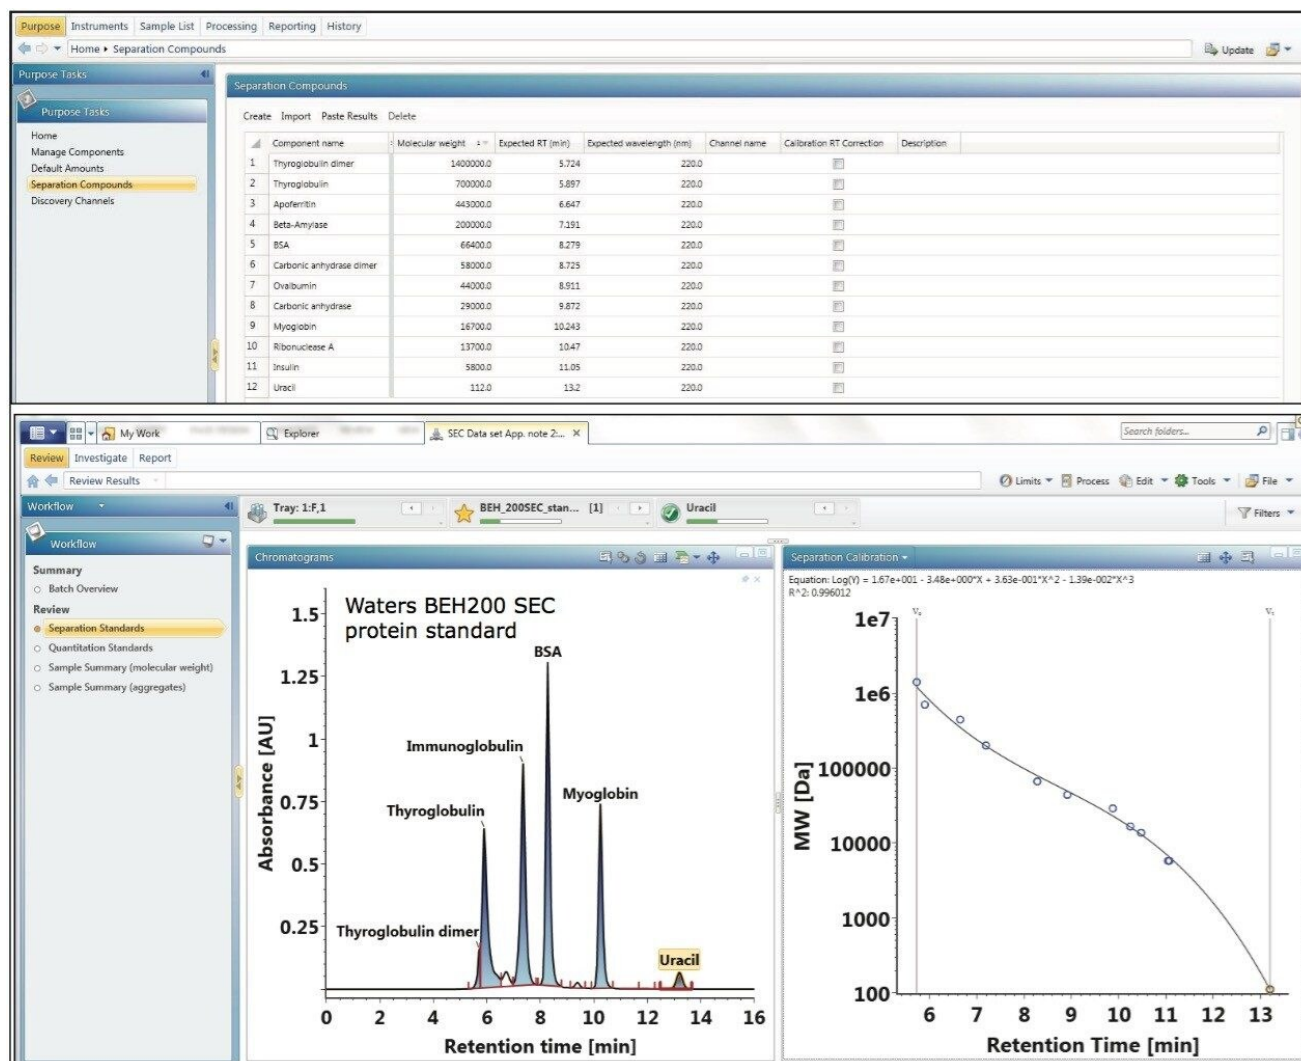 Purpose Instruments Sample List Processing Reporting History
Home ▸ Separation Compounds
Update
Purpose Tasks
Purpose Tasks
Home
Manage Components
Default Amounts
Separation Compounds
Discovery Channels
Separation Compounds
Create Import Paste Results Delete
Component name Molecular weight Expected RT (min) Expected wavelength (nm) Channel name Calibration RT Correction Description
1 Thyroglobulin dimer 1400000.0 5.724 220.0
2 Thyroglobulin 700000.0 5.897 220.0
3 Apoferritin 443000.0 6.647 220.0
4 Beta-Amylase 200000.0 7.191 220.0
5 BSA 66400.0 8.279 220.0
6 Carbonic anhydrase dimer 58000.0 8.725 220.0
7 Ovalbumin 44000.0 8.911 220.0
8 Carbonic anhydrase 29000.0 9.872 220.0
9 Myoglobin 16700.0 10.243 220.0
10 Ribonuclease A 13700.0 10.47 220.0
11 Insulin 5800.0 11.05 220.0
12 Uracil 112.0 13.2 220.0
My Work Explorer SEC Data set App. note 2:... Search folders...
Review Investigate Report
Review Results
Limits Process Edit Tools File
Workflow
Tray: 1:F,1 BEH_200SEC_stan... [1] Uracil
Filters
Workflow
Summary
Batch Overview
Review
Separation Standards
Quantitation Standards
Sample Summary (molecular weight)
Sample Summary (aggregates)
Chromatograms
Waters BEH200 SEC
protein standard
1.5
1.25
1
0.75
0.5
0.25
Absorbance [AU]
BSA
Immunoglobulin
Myoglobin
Thyroglobulin
Thyroglobulin dimer
Uracil
0 2 4 6 8 10 12 14 16
Retention time [min]
Separation Calibration
Equation: Log(Y) = 1.67e+001 - 3.48e+000*X + 3.63e-001*X^2 - 1.39e-002*X^3
R^2: 0.996012
1e7
1e6
100000
10000
1000
100
MW [Da]
6 7 8 9 10 11 12 13
Retention Time [min]